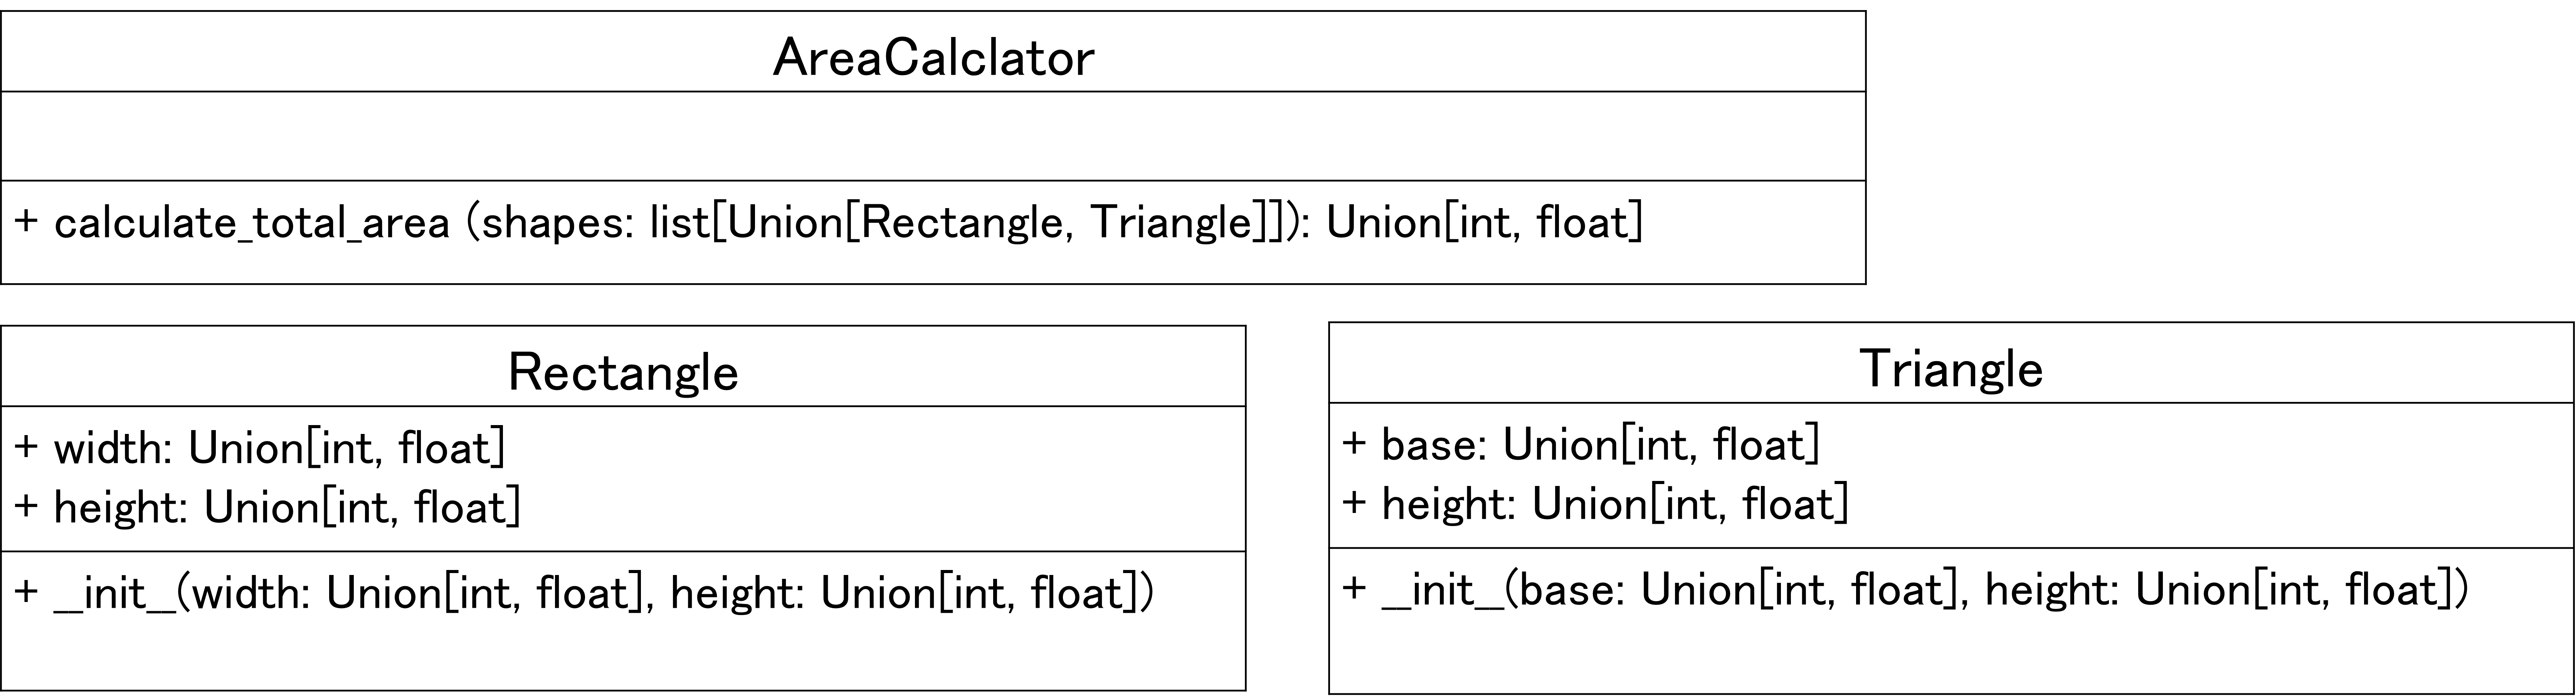 AreaCalclator
+ calculate_total_area (shapes: list[Union[Rectangle, Triangle]]): Union[int, float]
Rectangle
+ width: Union[int, float]
+ height: Union[int, float]
+ __init__(width: Union[int, float], height: Union[int, float])
Triangle
+ base: Union[int, float]
+ height: Union[int, float]
+ __init__(base: Union[int, float], height: Union[int, float])